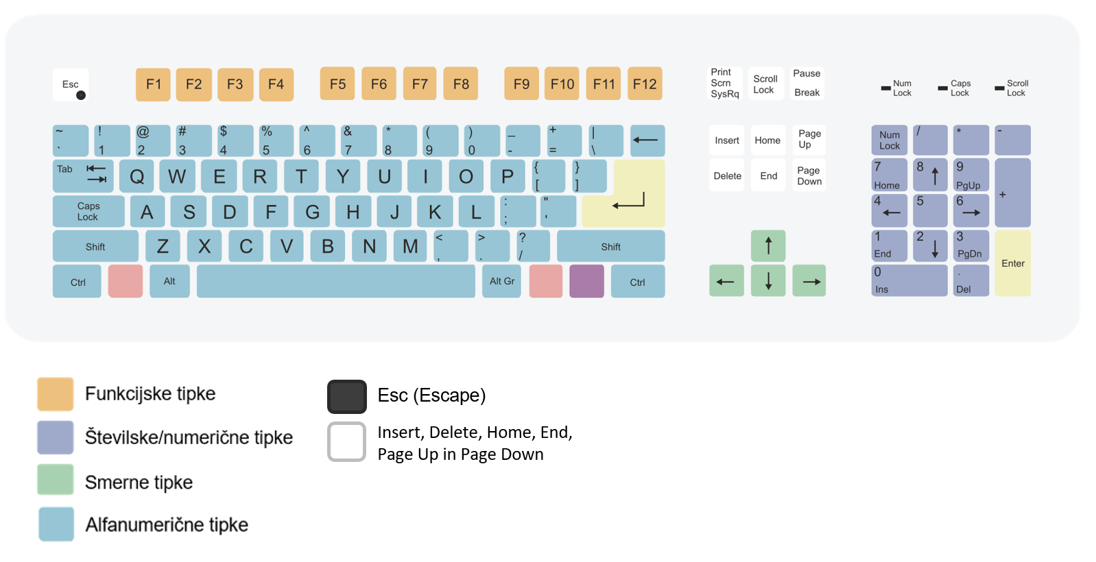 Esc
F1 F2 F3 F4 F5 F6 F7 F8 F9 F10 F11 F12
Print
Scrn
SysRq
Scroll
Lock
Pause
Break
Num
Lock
Caps
Lock
Scroll
Lock
~ ! @ # $ % ^ & * ( ) _ + |
` 1 2 3 4 5 6 7 8 9 0 - = \ ←
Insert Home Page
Up
Num
Lock
/ * -
Tab Q W E R T Y U I O P { }
[ ]
Delete End Page
Down
7 8 ↑ 9
Home PgUp
+
Caps
Lock
A S D F G H J K L : "
; '
4 ← 5 6 →
Shift Z X C V B N M < > ? Shift
, . /
↑
1 2 ↓ 3
End PgDn
Enter
Ctrl Alt Alt Gr Ctrl
← ↓ →
0 .
Ins Del
Funkcijske tipke
Številske/numerične tipke
Smerne tipke
Alfanumerične tipke
Esc (Escape)
Insert, Delete, Home, End,
Page Up in Page Down